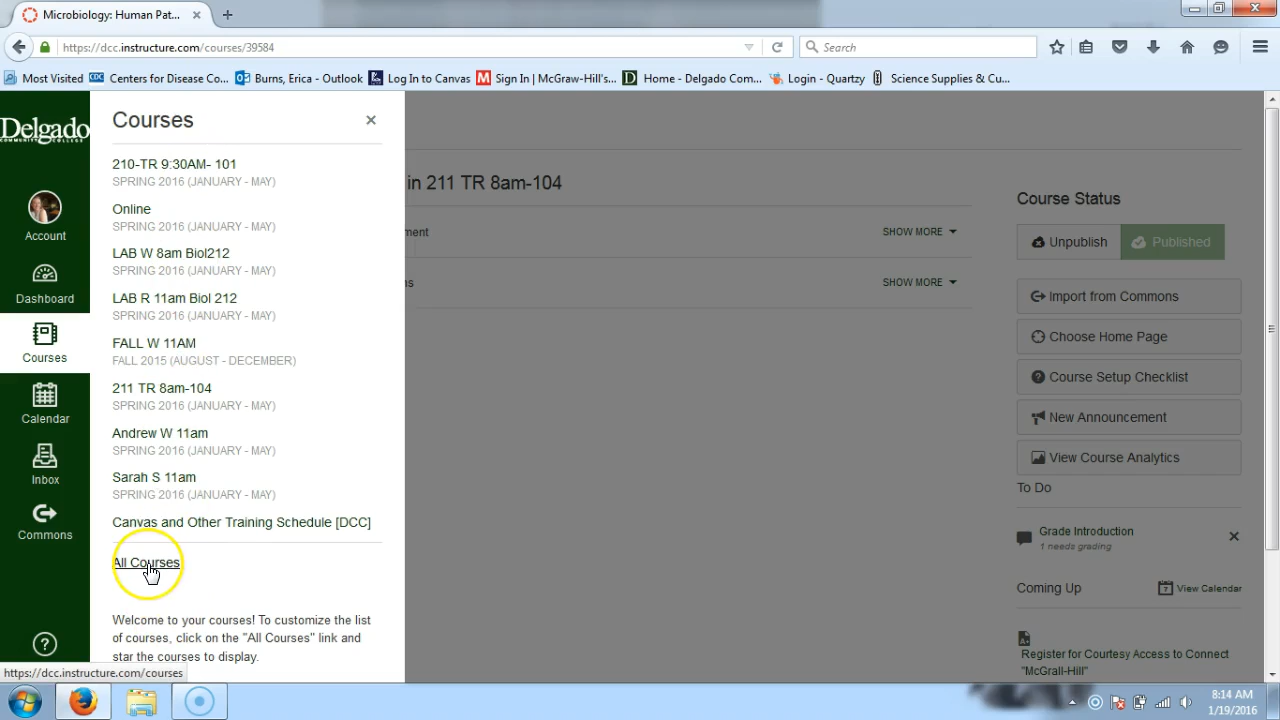 Microbiology: Human Pat...
https://dcc.instructure.com/courses/39584
Search
Most Visited
CDC Centers for Disease Co...
Burns, Erica - Outlook
Log In to Canvas
M Sign In | McGraw-Hill's...
D Home - Delgado Com...
Login - Quartzy
Science Supplies & Cu...
Delgado
COMMUNITY COLLEGE
Account
Dashboard
Courses
Calendar
Inbox
Commons
Courses
210-TR 9:30AM- 101
SPRING 2016 (JANUARY - MAY)
Online
SPRING 2016 (JANUARY - MAY)
LAB W 8am Biol212
SPRING 2016 (JANUARY - MAY)
LAB R 11am Biol 212
SPRING 2016 (JANUARY - MAY)
FALL W 11AM
FALL 2015 (AUGUST - DECEMBER)
211 TR 8am-104
SPRING 2016 (JANUARY - MAY)
Andrew W 11am
SPRING 2016 (JANUARY - MAY)
Sarah S 11am
SPRING 2016 (JANUARY - MAY)
Canvas and Other Training Schedule [DCC]
All Courses
Welcome to your courses! To customize the list
of courses, click on the "All Courses" link and
star the courses to display.
in 211 TR 8am-104
ment
SHOW MORE
ns
SHOW MORE
Course Status
Unpublish
Published
Import from Commons
Choose Home Page
Course Setup Checklist
New Announcement
View Course Analytics
To Do
Grade Introduction
1 needs grading
Coming Up
View Calendar
Register for Courtesy Access to Connect
"McGrall-Hill"
https://dcc.instructure.com/courses
8:14 AM
1/19/2016